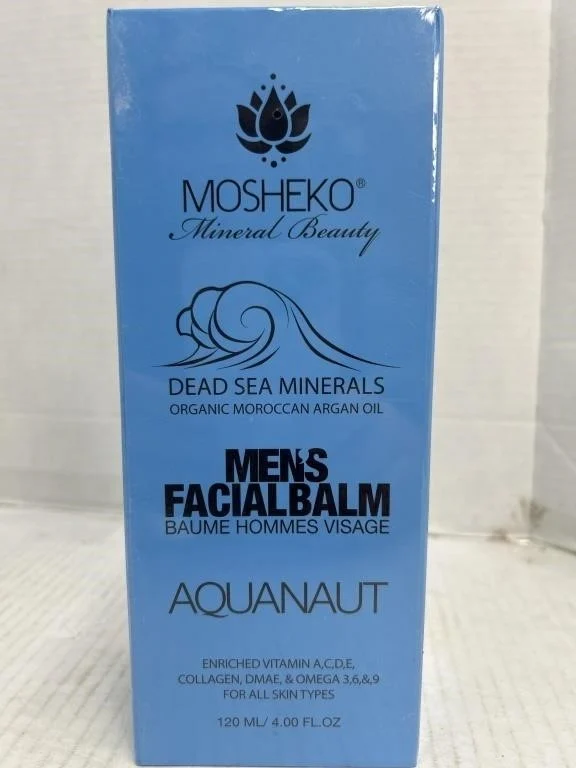 MOSHEKO®
Mineral Beauty
DEAD SEA MINERALS
ORGANIC MOROCCAN ARGAN OIL
MEN'S
FACIALBALM
BAUME HOMMES VISAGE
AQUANAUT
ENRICHED VITAMIN A,C,D,E,
COLLAGEN, DMAE, & OMEGA 3,6,&,9
FOR ALL SKIN TYPES
120 ML/ 4.00 FL.OZ